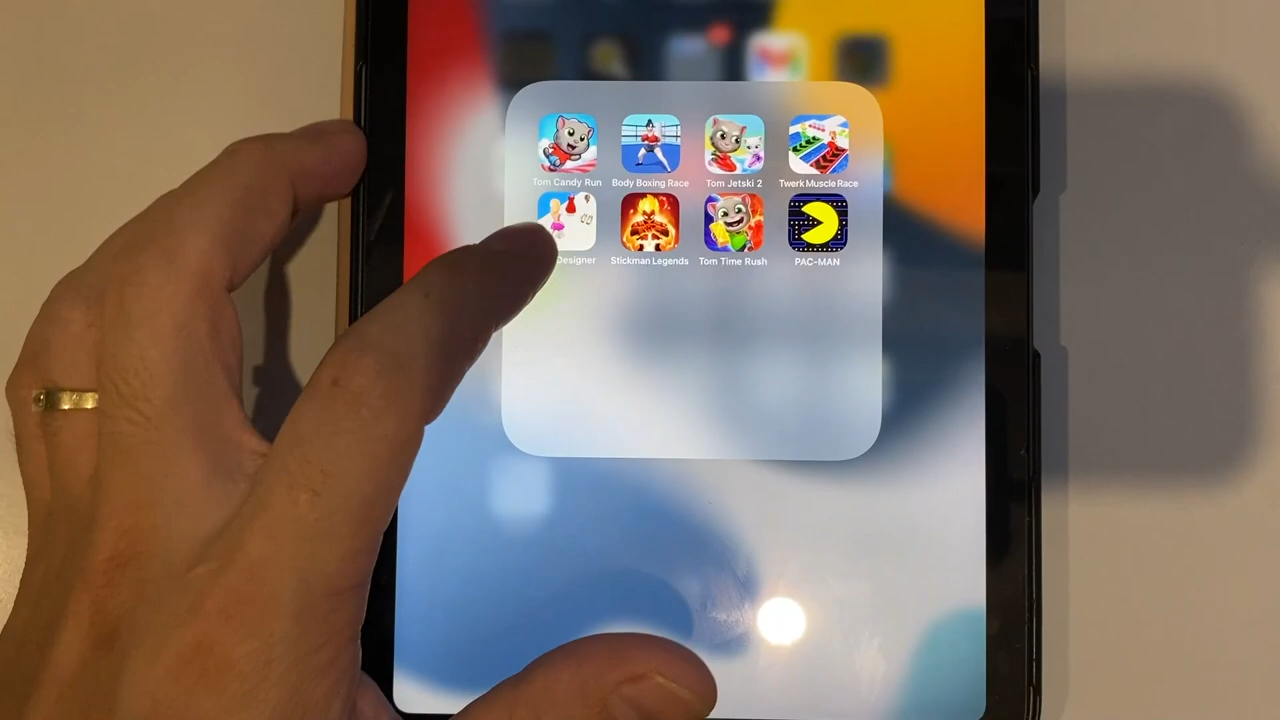 Tom Candy Run
Body Boxing Race
Tom Jetski 2
Twerk Muscle Race
Designer
Stickman Legends
Tom Time Rush
PAC-MAN